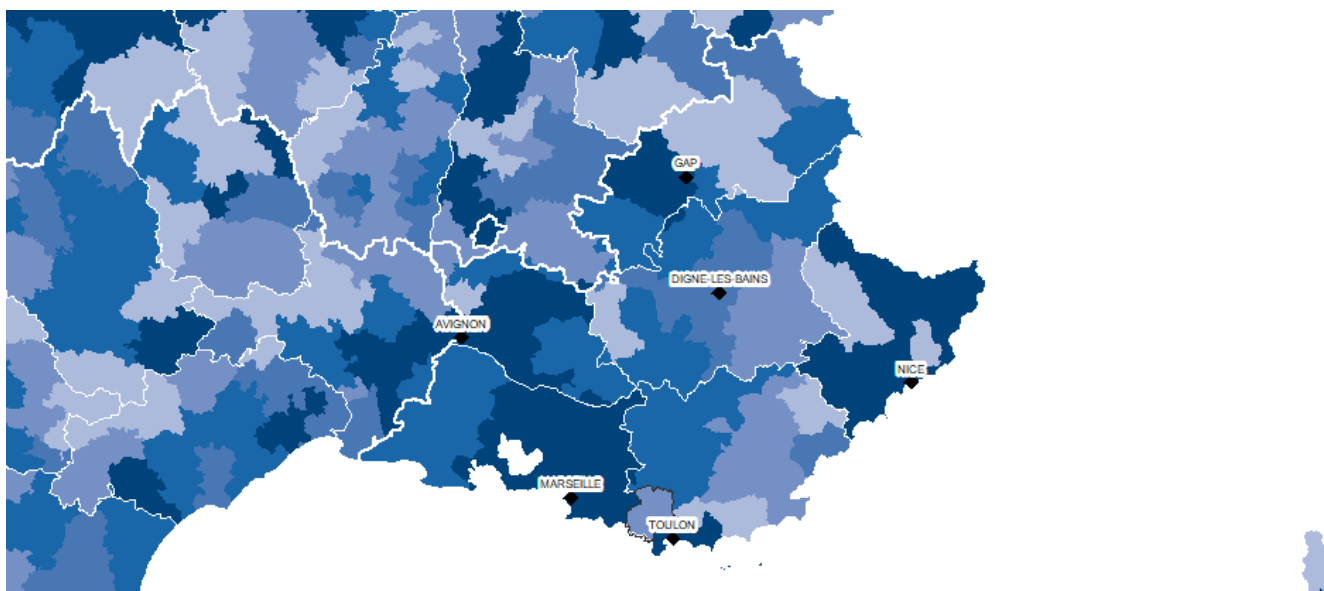 GAP
DIGNE-LES-BAINS
AVIGNON
NICE
MARSEILLE
TOULON